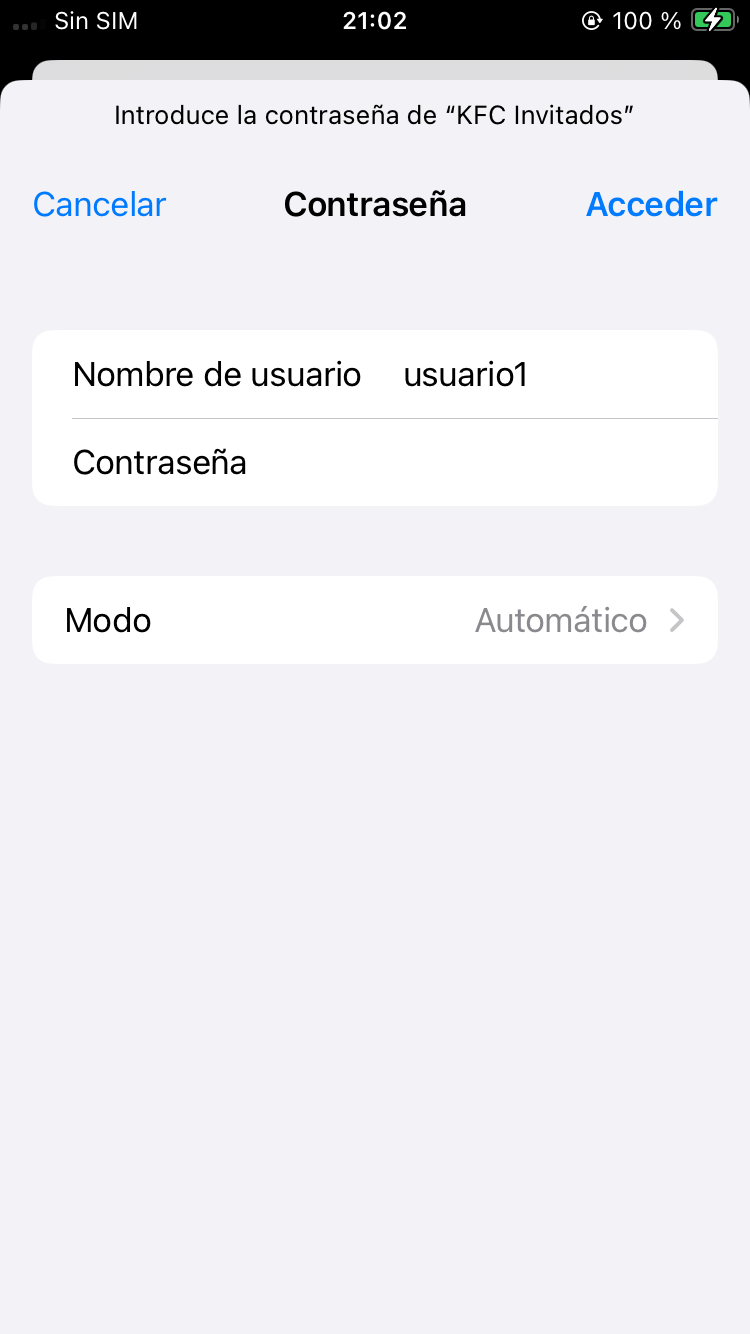 Sin SIM 21:02 100 %
Introduce la contraseña de “KFC Invitados”
Cancelar Contraseña Acceder
Nombre de usuario usuario1
Contraseña
Modo Automático